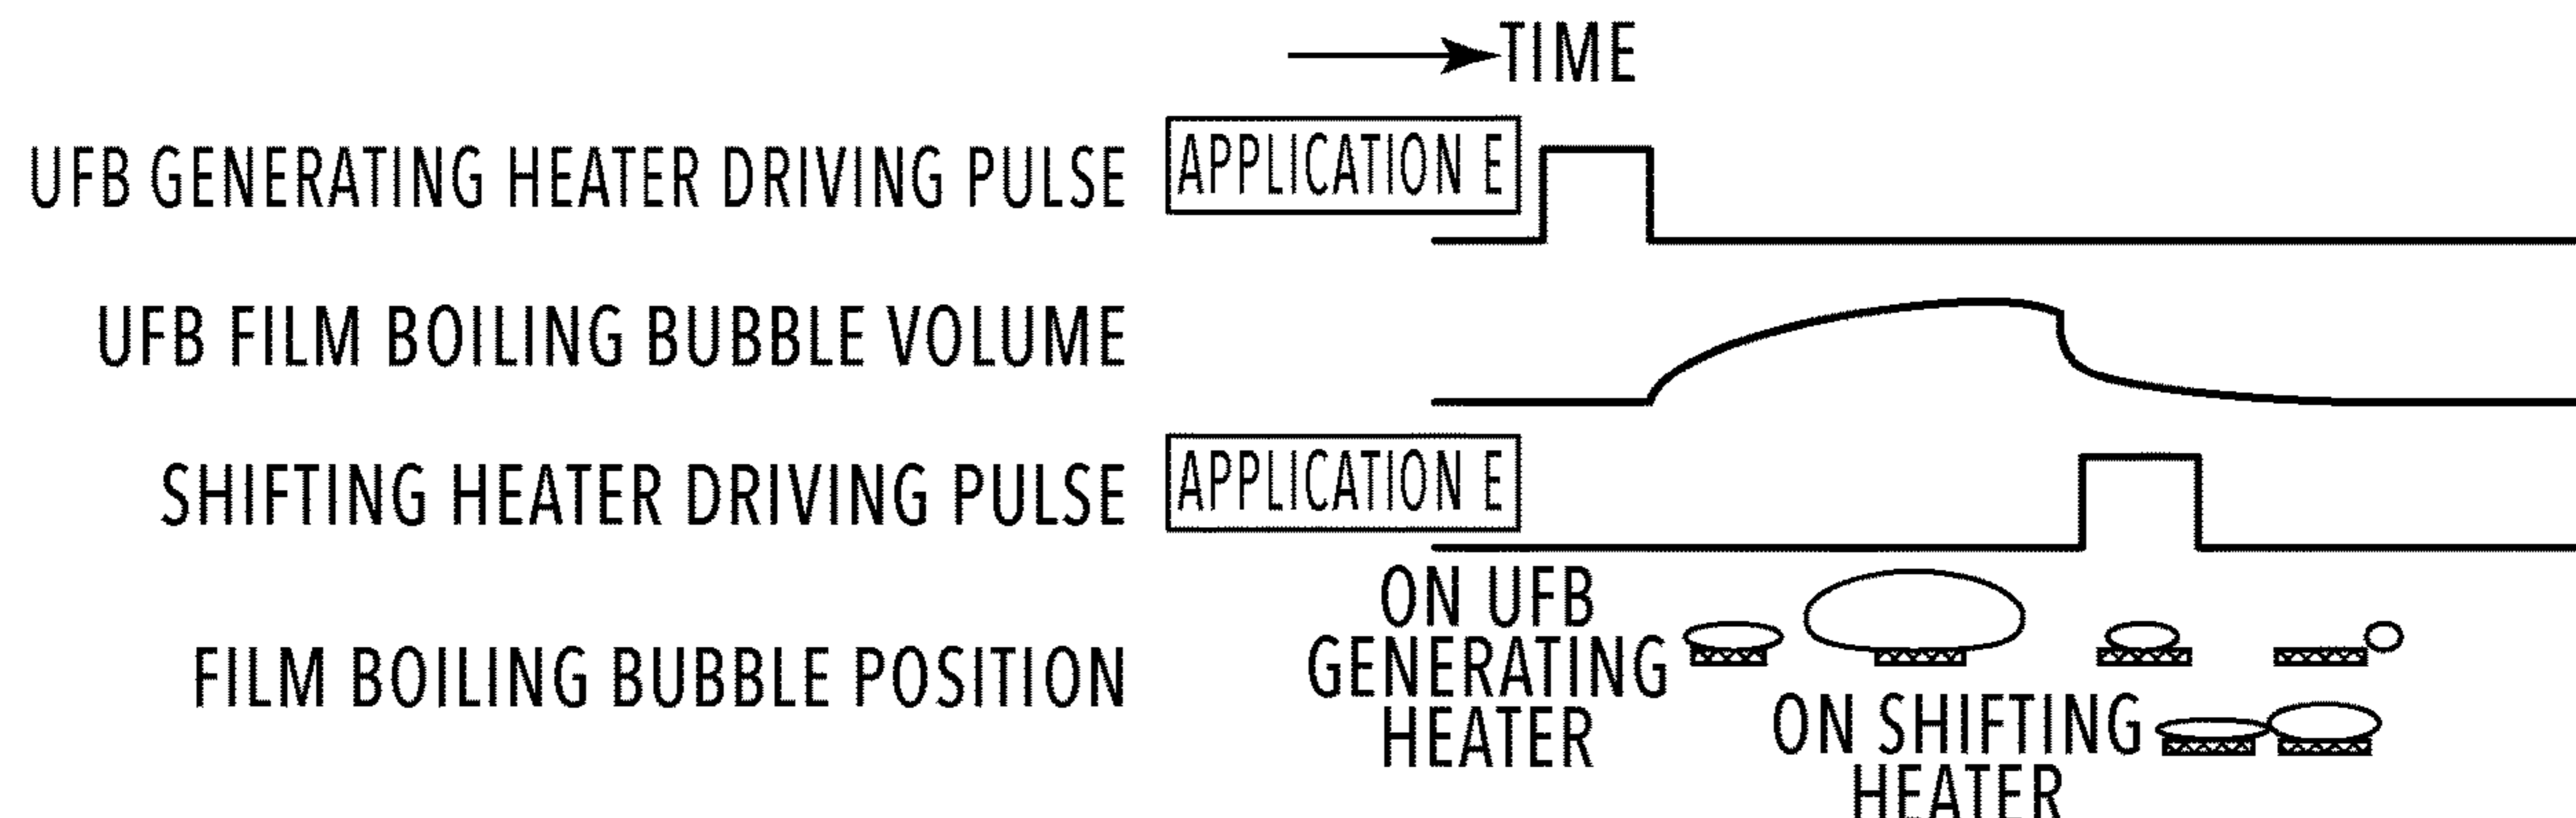 TIME
UFB GENERATING HEATER DRIVING PULSE
APPLICATION E
UFB FILM BOILING BUBBLE VOLUME
SHIFTING HEATER DRIVING PULSE
APPLICATION E
FILM BOILING BUBBLE POSITION
ON UFB
GENERATING
HEATER
ON SHIFTING
HEATER